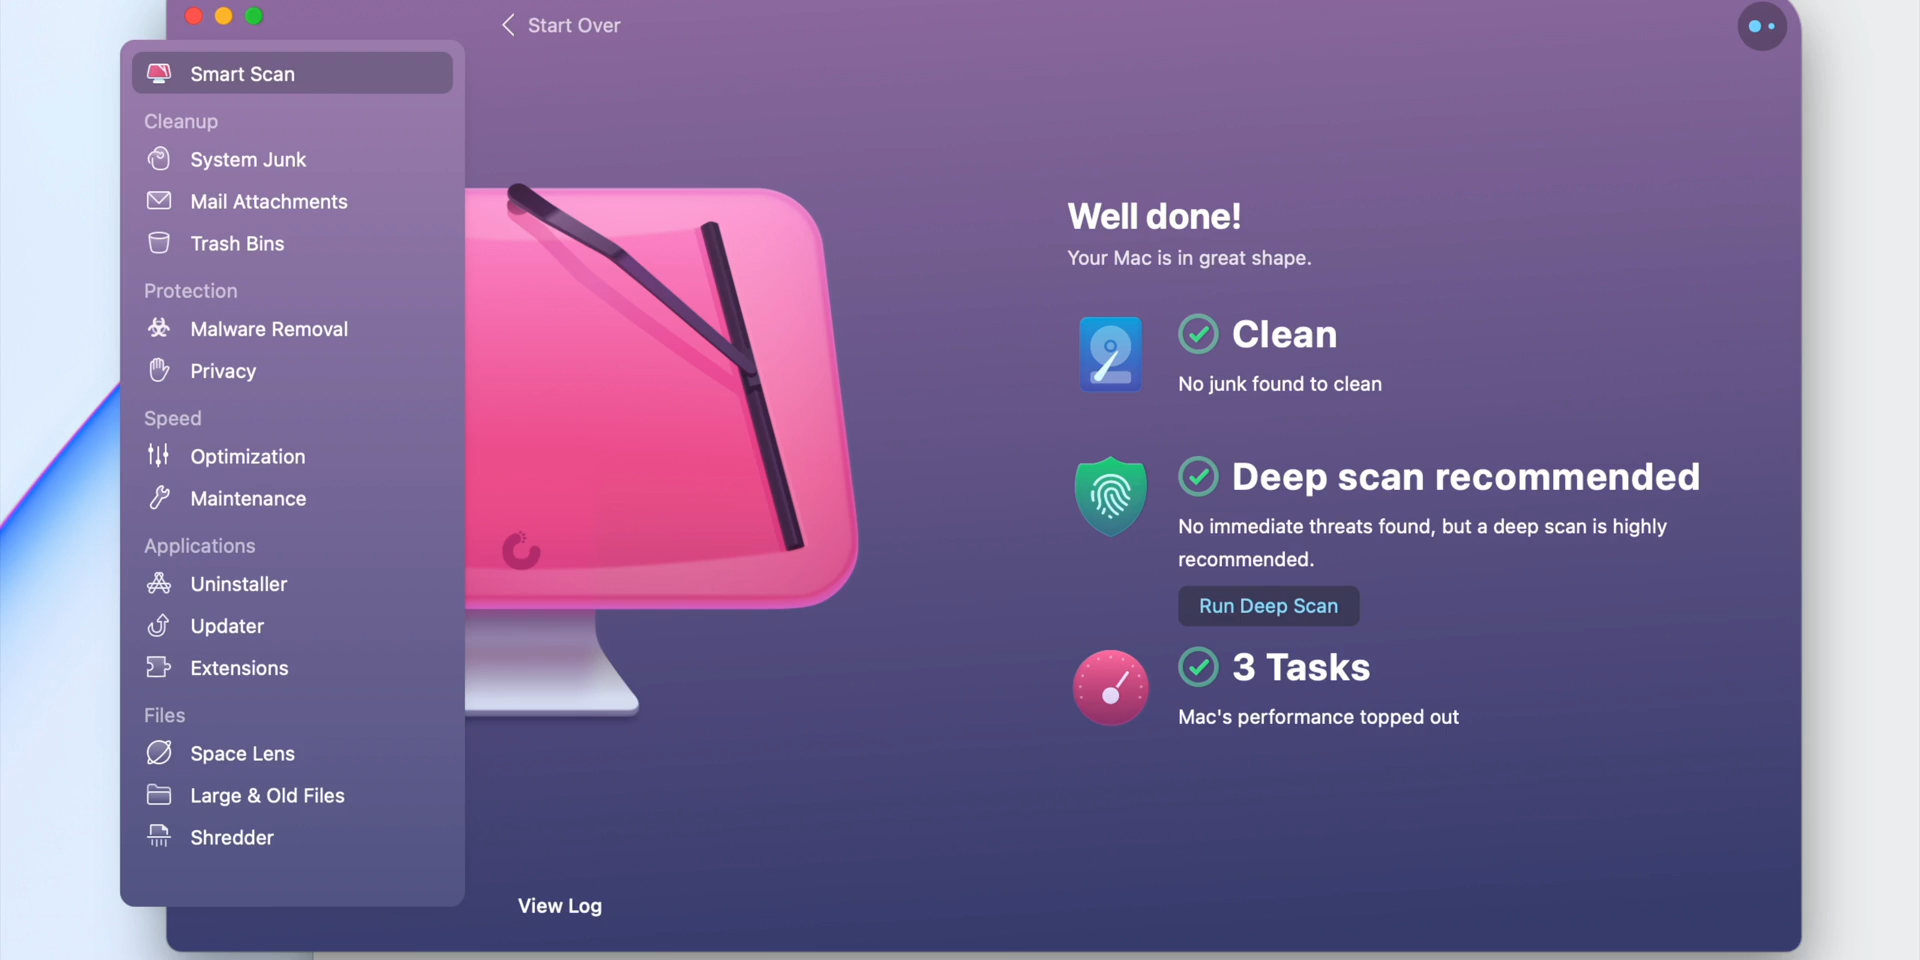 Start Over
Smart Scan
Cleanup
System Junk
Mail Attachments
Trash Bins
Protection
Malware Removal
Privacy
Speed
Optimization
Maintenance
Applications
Uninstaller
Updater
Extensions
Files
Space Lens
Large & Old Files
Shredder
Well done!
Your Mac is in great shape.
Clean
No junk found to clean
Deep scan recommended
No immediate threats found, but a deep scan is highly
recommended.
Run Deep Scan
3 Tasks
Mac's performance topped out
View Log